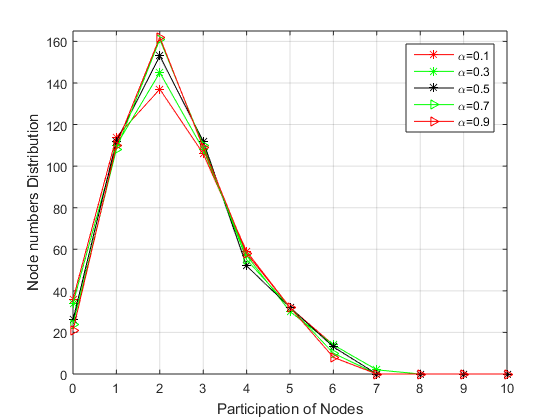 160
140
120
100
80
60
40
20
0
Node numbers Distribution
α=0.1
α=0.3
α=0.5
α=0.7
α=0.9
0 1 2 3 4 5 6 7 8 9 10
Participation of Nodes